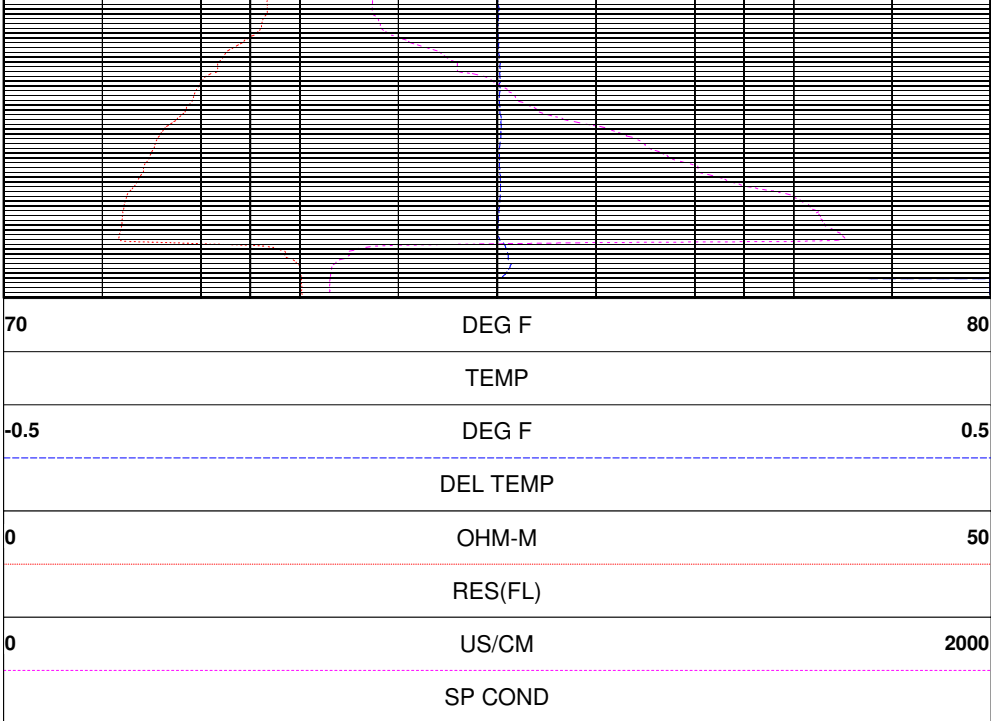 70 DEG F 80
TEMP
-0.5 DEG F 0.5
DEL TEMP
0 OHM-M 50
RES(FL)
0 US/CM 2000
SP COND